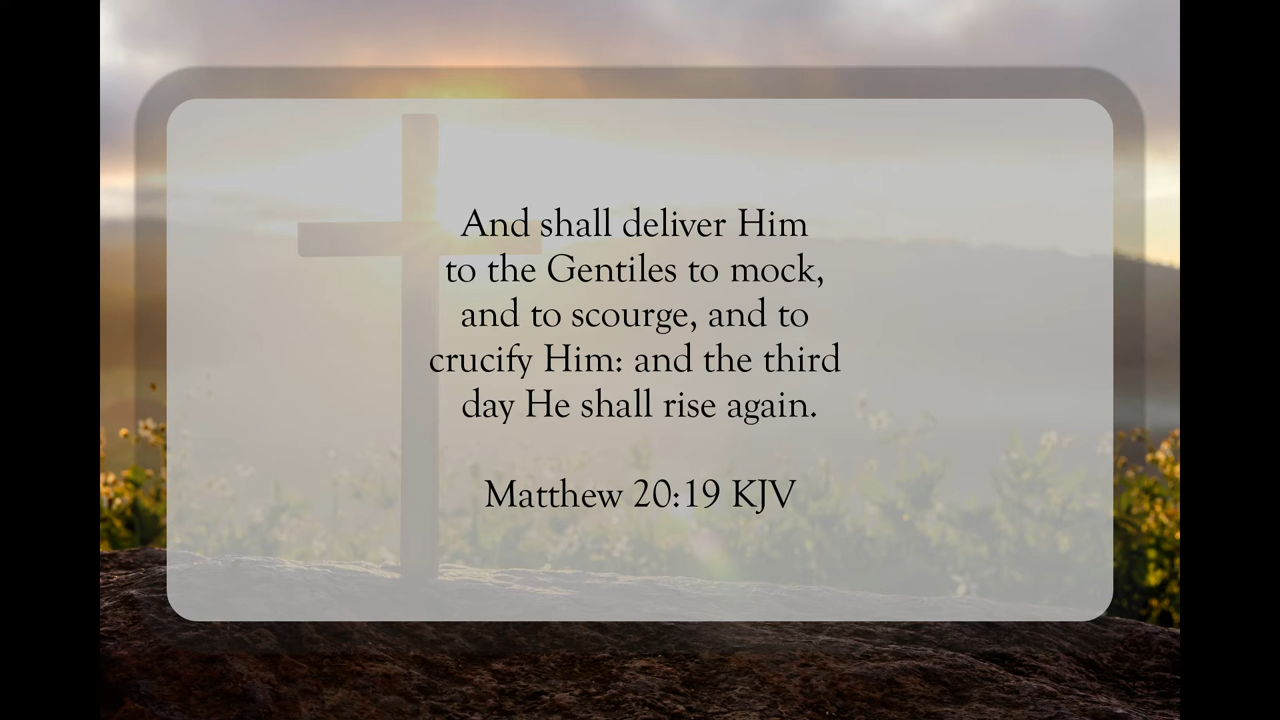 And shall deliver Him
to the Gentiles to mock,
and to scourge, and to
crucify Him: and the third
day He shall rise again.
Matthew 20:19 KJV